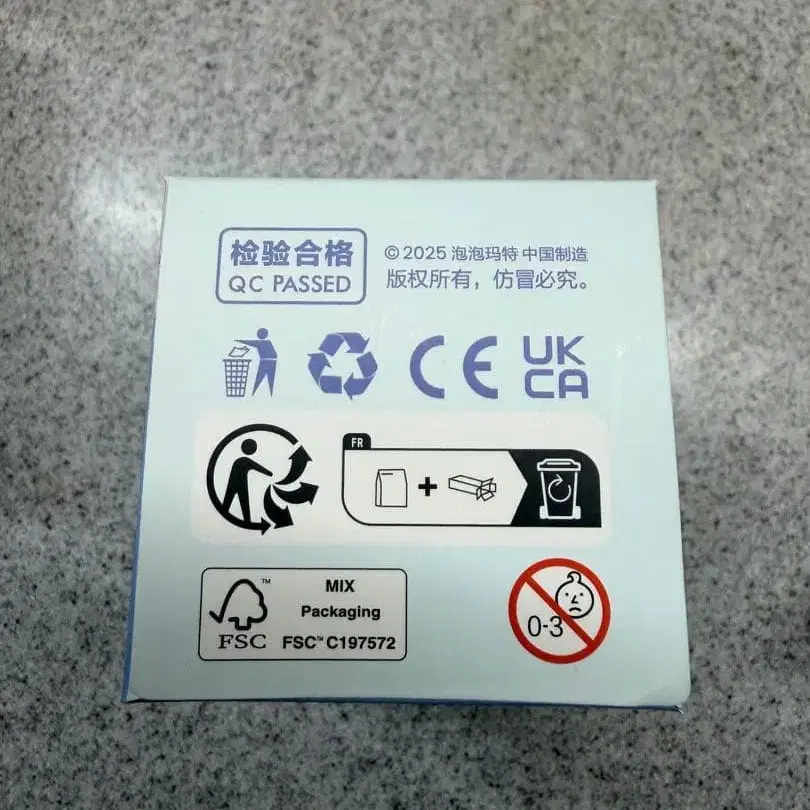 检验合格
QC PASSED
© 2025 泡泡玛特 中国制造
版权所有，仿冒必究。
CE
UK
CA
FR
FSC™
MIX
Packaging
FSC™ C197572
0-3